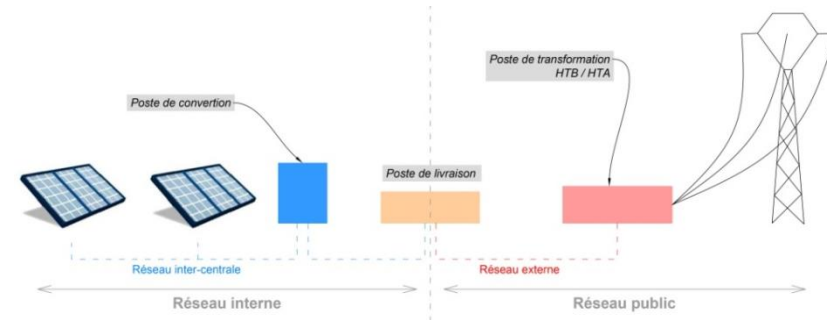 Poste de transformation
HTB / HTA
Poste de convertion
Poste de livraison
Réseau inter-centrale
Réseau externe
Réseau interne
Réseau public